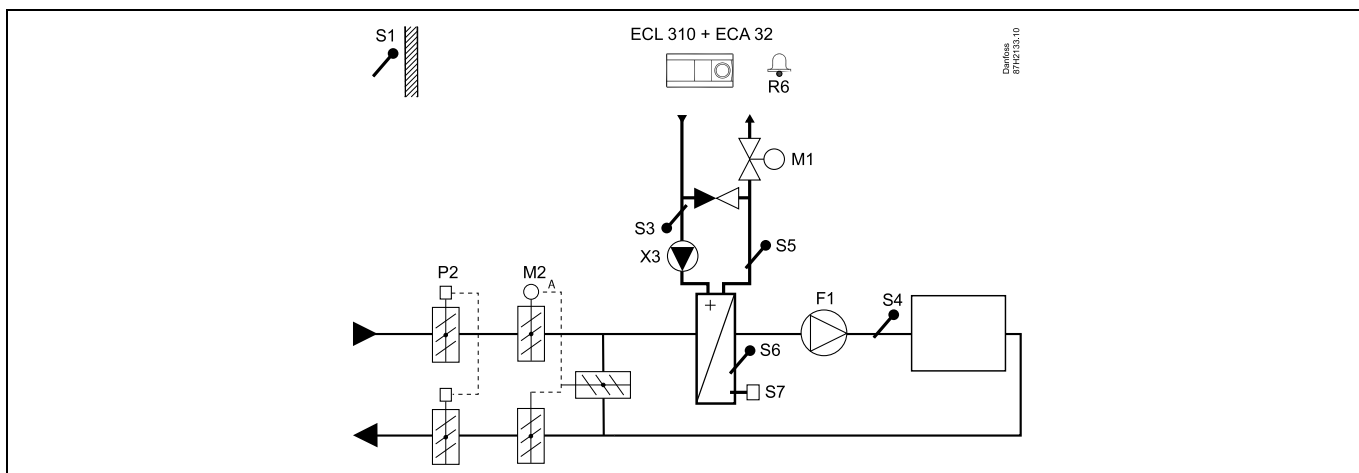 S1
ECL 310 + ECA 32
Danfoss
87H2133.10
R6
M1
S3
S5
X3
P2
M2
A
F1
S4
+
S6
S7